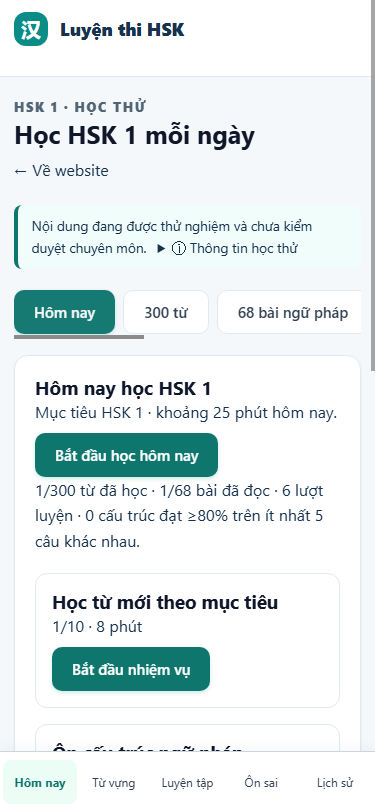 汉 Luyện thi HSK
HSK 1 · HỌC THỬ
Học HSK 1 mỗi ngày
← Về website
Nội dung đang được thử nghiệm và chưa kiểm
duyệt chuyên môn. ▶ ⓘ Thông tin học thử
Hôm nay 300 từ 68 bài ngữ pháp
Hôm nay học HSK 1
Mục tiêu HSK 1 · khoảng 25 phút hôm nay.
Bắt đầu học hôm nay
1/300 từ đã học · 1/68 bài đã đọc · 6 lượt
luyện · 0 cấu trúc đạt ≥80% trên ít nhất 5
câu khác nhau.
Học từ mới theo mục tiêu
1/10 · 8 phút
Bắt đầu nhiệm vụ
Ôn cấu trúc ngữ pháp
Hôm nay Từ vựng Luyện tập Ôn sai Lịch sử